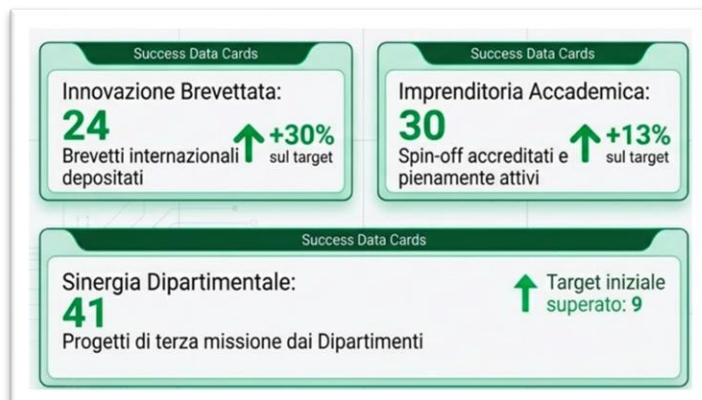 Success Data Cards
Innovazione Brevettata:
24
Brevetti internazionali
depositati
+30%
sul target
Success Data Cards
Imprenditoria Accademica:
30
Spin-off accreditati e
pienamente attivi
+13%
sul target
Success Data Cards
Sinergia Dipartimentale:
41
Progetti di terza missione dai Dipartimenti
Target iniziale
superato: 9